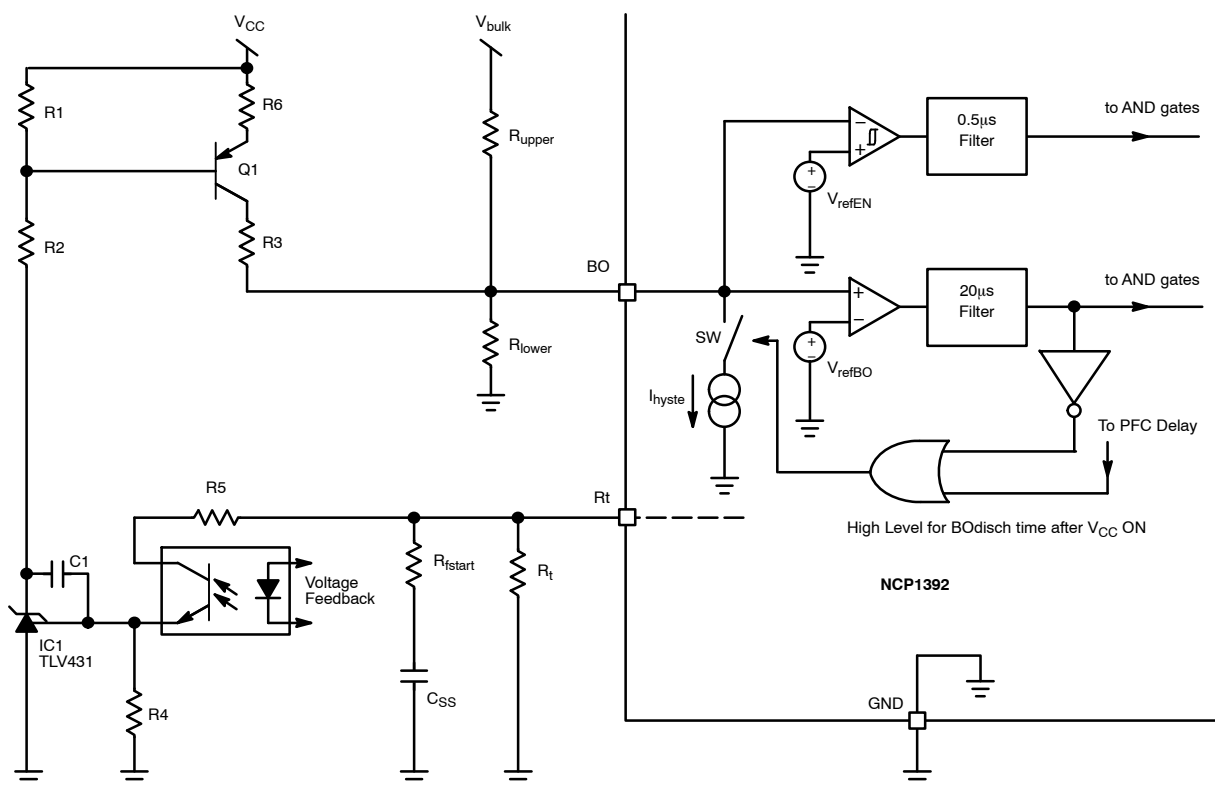 VCC
Vbulk
R1
R6
Rupper
Q1
R2
R3
BO
Rlower
−
+
VrefEN
+
−
0.5μs
Filter
to AND gates
+
−
VrefBO
+
−
20μs
Filter
to AND gates
SW
Ihyste
To PFC Delay
High Level for BOdisch time after VCC ON
R5
Rt
C1
Voltage
Feedback
Rfstart
Rt
NCP1392
IC1
TLV431
R4
CSS
GND